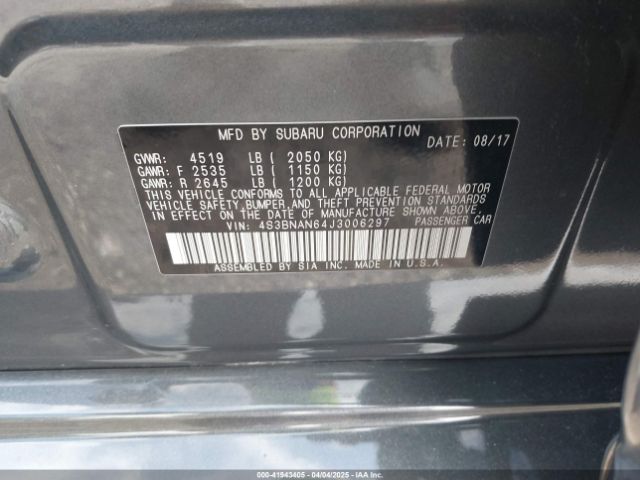 MFD BY SUBARU CORPORATION DATE: 08/17
GVWR: 4519 LB ( 2050 KG)
GAWR: F 2535 LB ( 1150 KG)
GAWR: R 2645 LB ( 1200 KG)
THIS VEHICLE CONFORMS TO ALL APPLICABLE FEDERAL MOTOR
VEHICLE SAFETY,BUMPER,AND THEFT PREVENTION STANDARDS
IN EFFECT ON THE DATE OF MANUFACTURE SHOWN ABOVE.
VIN: 4S3BNAN64J3006297 PASSENGER CAR
ASSEMBLED BY SIA INC. MADE IN U.S.A.
000-41943405 - 04/04/2025 - IAAI.COM